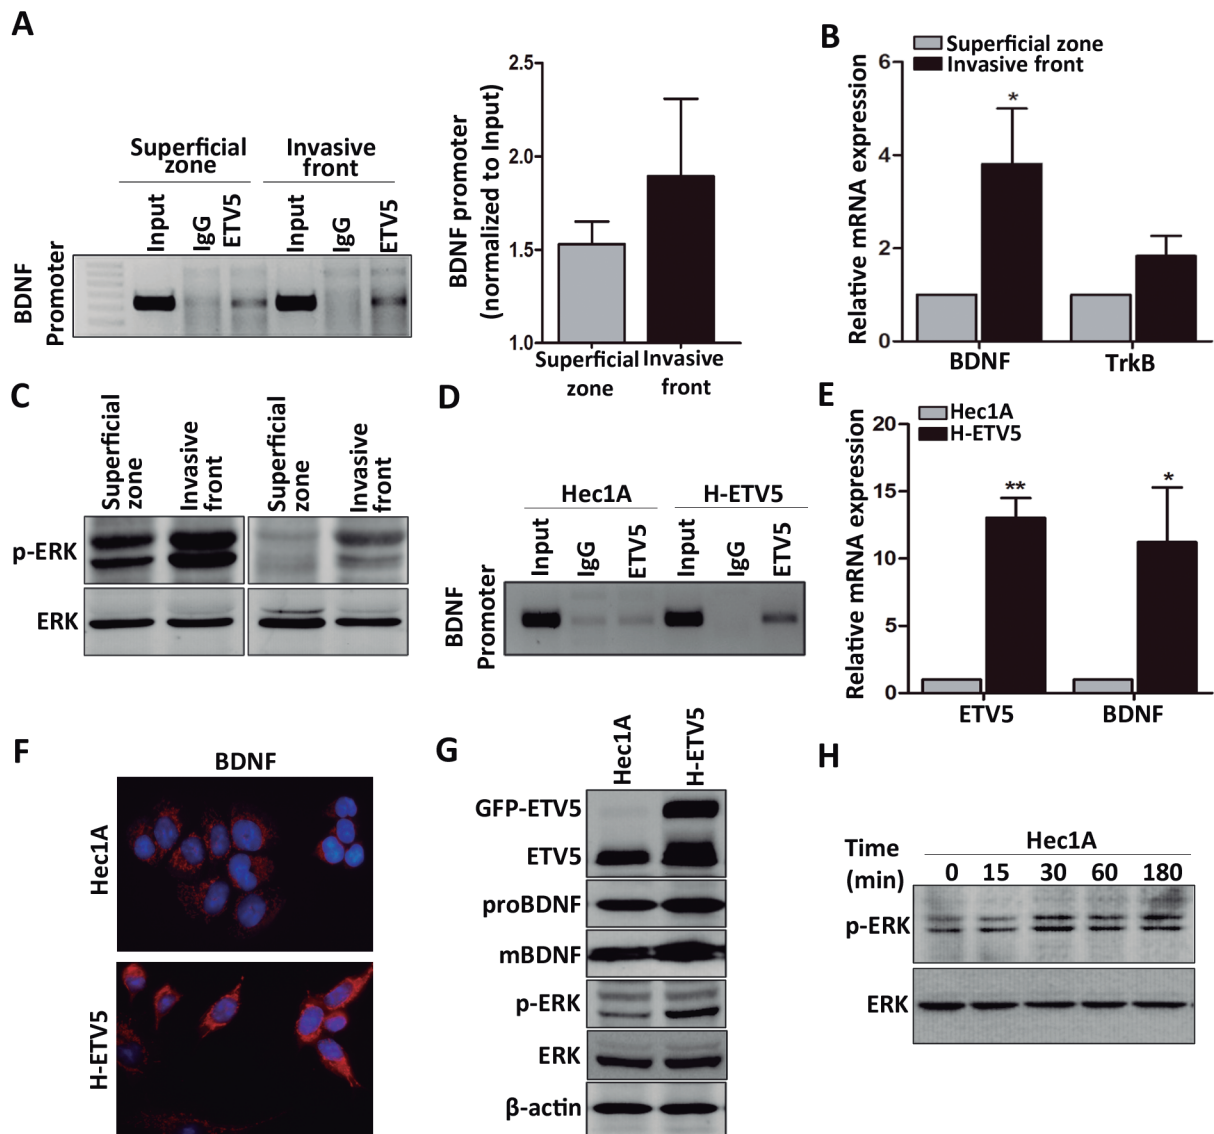 A
Superficial
zone
Invasive
front
Input
IgG
ETV5
Input
IgG
ETV5
BDNF
Promoter
BDNF promoter
(normalized to Input)
2.5
2.0
1.5
1.0
Superficial
zone
Invasive
front
B
Superficial zone
Invasive front
Relative mRNA expression
6
4
2
0
*
BDNF
TrkB
C
Superficial
zone
Invasive
front
Superficial
zone
Invasive
front
p-ERK
ERK
D
Hec1A
H-ETV5
Input
IgG
ETV5
Input
IgG
ETV5
BDNF
Promoter
E
Hec1A
H-ETV5
Relative mRNA expression
20
15
10
5
0
**
*
ETV5
BDNF
F
BDNF
Hec1A
H-ETV5
G
Hec1A
H-ETV5
GFP-ETV5
ETV5
proBDNF
mBDNF
p-ERK
ERK
β-actin
H
Hec1A
Time
(min)
0 15 30 60 180
p-ERK
ERK